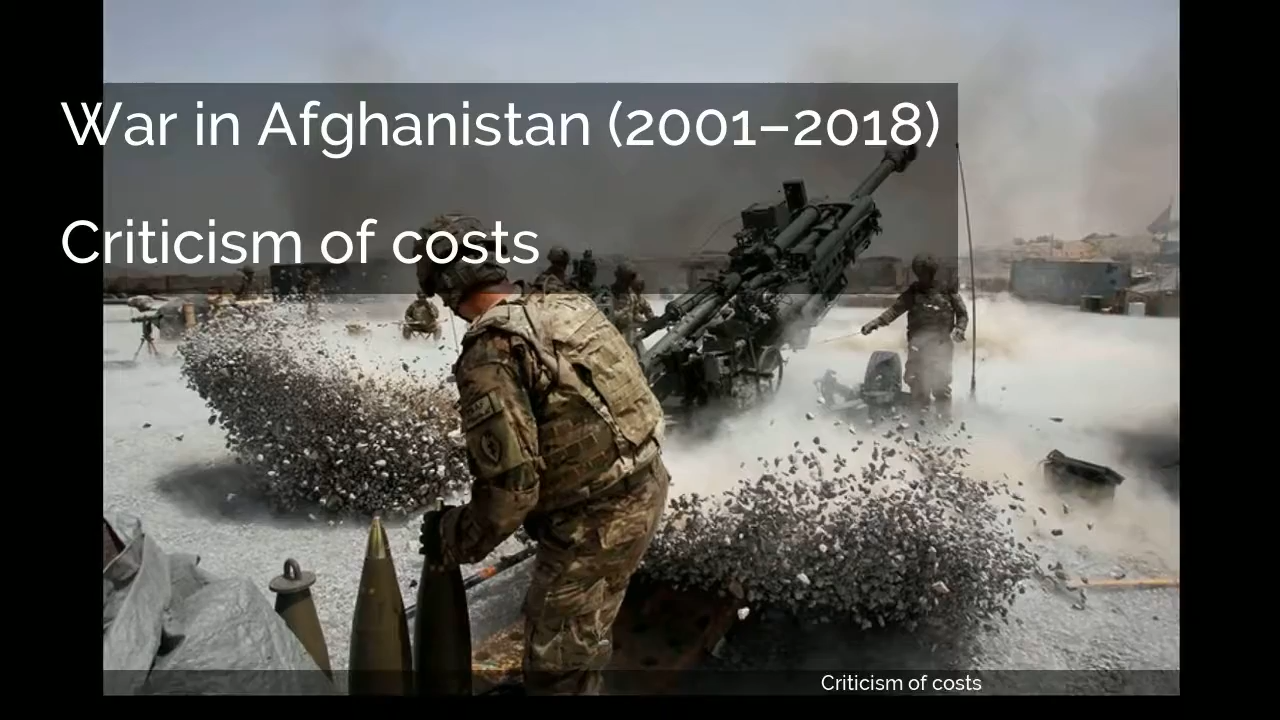 War in Afghanistan (2001–2018)
Criticism of costs
Criticism of costs